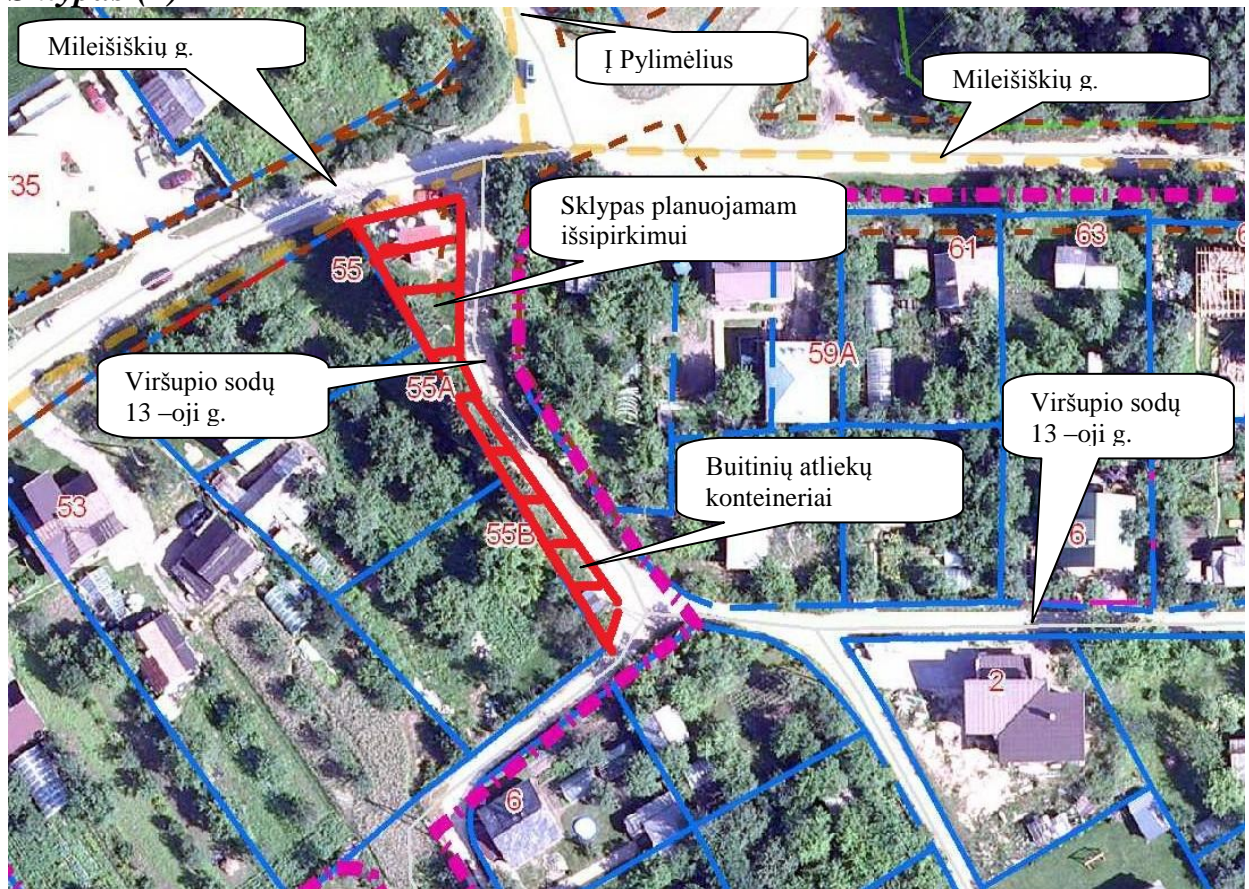 Mileišiškių g.
Į Pylimėlius
Mileišiškių g.
35
Sklypas planuojamam
išsipirkimui
55
61
63
Viršupio sodų
13 –oji g.
55A
59A
Viršupio sodų
13 –oji g.
Buitinių atliekų
konteineriai
53
55B
6
2
6